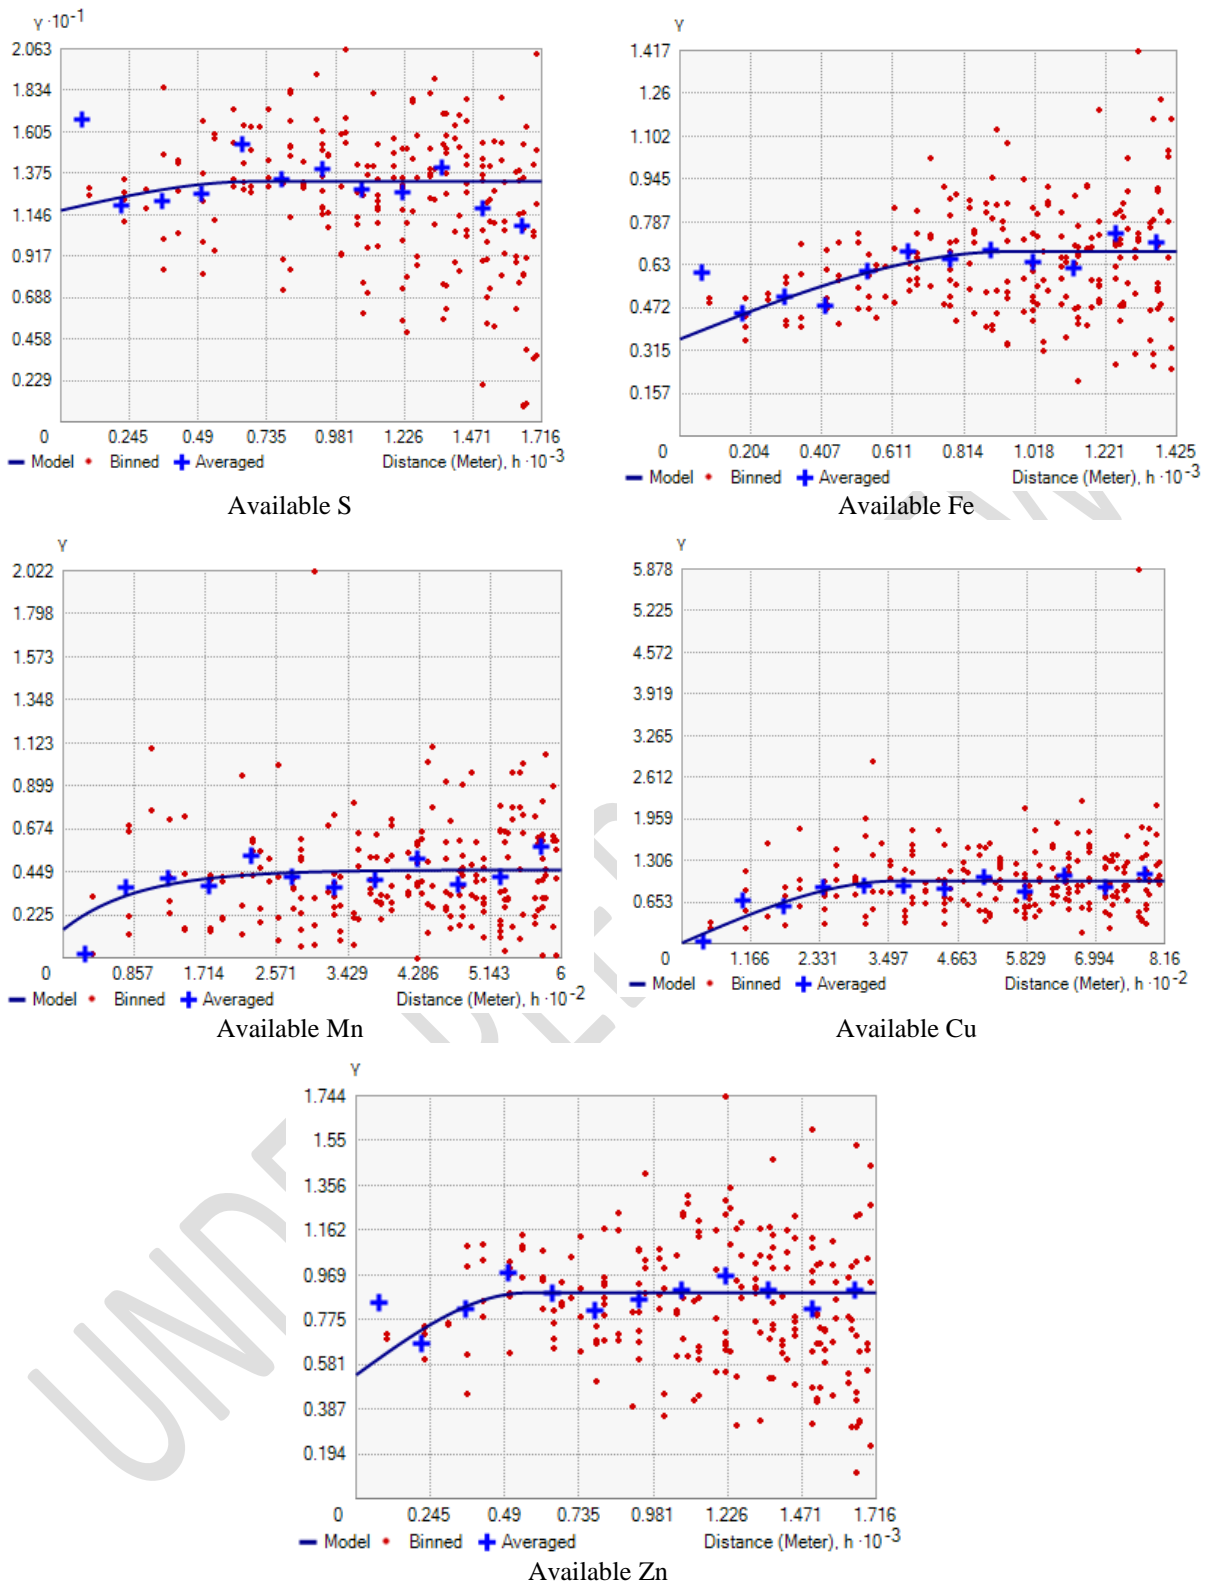 γ · 10⁻¹
2.063
1.834
1.605
1.375
1.146
0.917
0.688
0.458
0.229
0 0.245 0.49 0.735 0.981 1.226 1.471 1.716
Model Binned Averaged Distance (Meter), h · 10⁻³
Available S
γ
1.417
1.26
1.102
0.945
0.787
0.63
0.472
0.315
0.157
0 0.204 0.407 0.611 0.814 1.018 1.221 1.425
Model Binned Averaged Distance (Meter), h · 10⁻³
Available Fe
γ
2.022
1.798
1.573
1.348
1.123
0.899
0.674
0.449
0.225
0 0.857 1.714 2.571 3.429 4.286 5.143 6
Model Binned Averaged Distance (Meter), h · 10⁻²
Available Mn
γ
5.878
5.225
4.572
3.919
3.265
2.612
1.959
1.306
0.653
0 1.166 2.331 3.497 4.663 5.829 6.994 8.16
Model Binned Averaged Distance (Meter), h · 10⁻²
Available Cu
γ
1.744
1.55
1.356
1.162
0.969
0.775
0.581
0.387
0.194
0 0.245 0.49 0.735 0.981 1.226 1.471 1.716
Model Binned Averaged Distance (Meter), h · 10⁻³
Available Zn